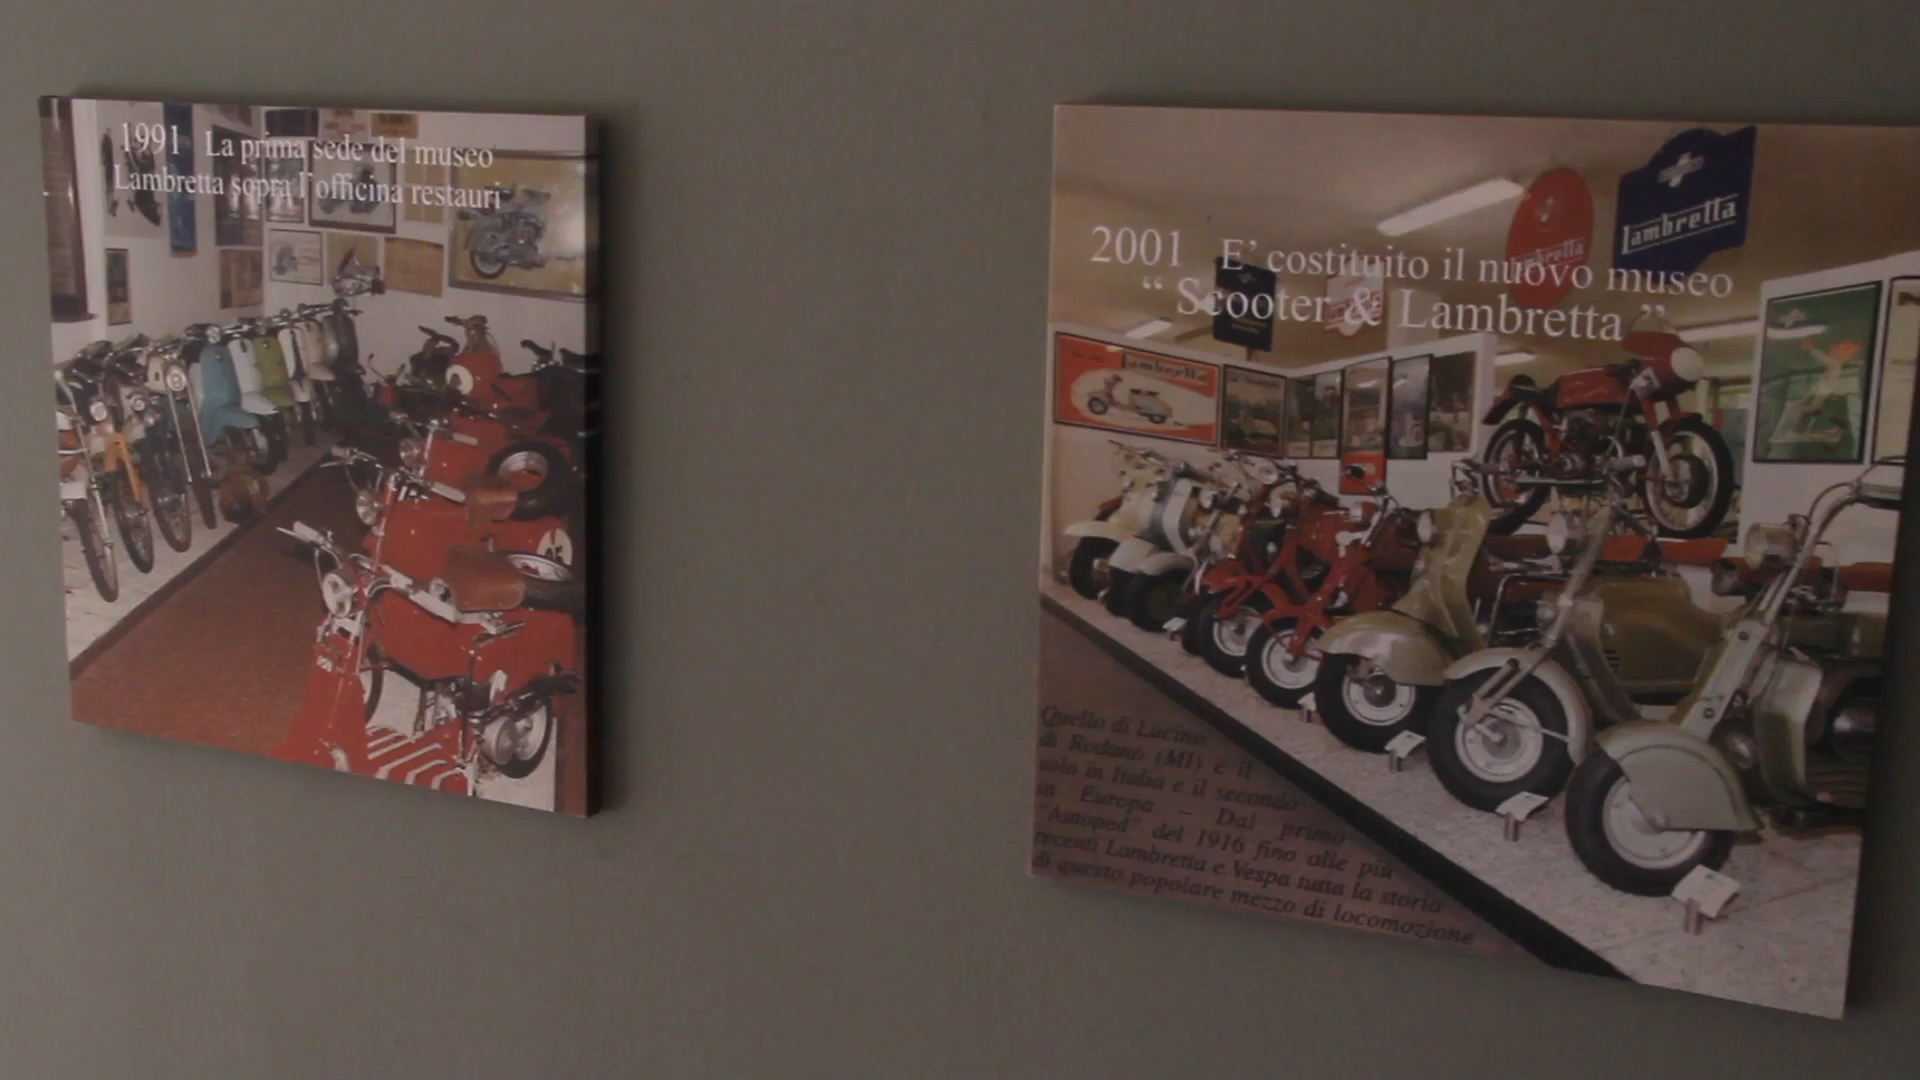 1991 La prima sede del museo
Lambretta sopra l'officina restauri
2001 E' costituito il nuovo museo
“ Scooter & Lambretta ”
lambretta
lambretta
Lambretta
Quello di Lucino
di Rodano (MI) è il
solo in Italia e il secondo
in Europa – Dal primo
"Autoped" del 1916 fino alle più
recenti Lambretta e Vespa tutta la storia
di questo popolare mezzo di locomozione